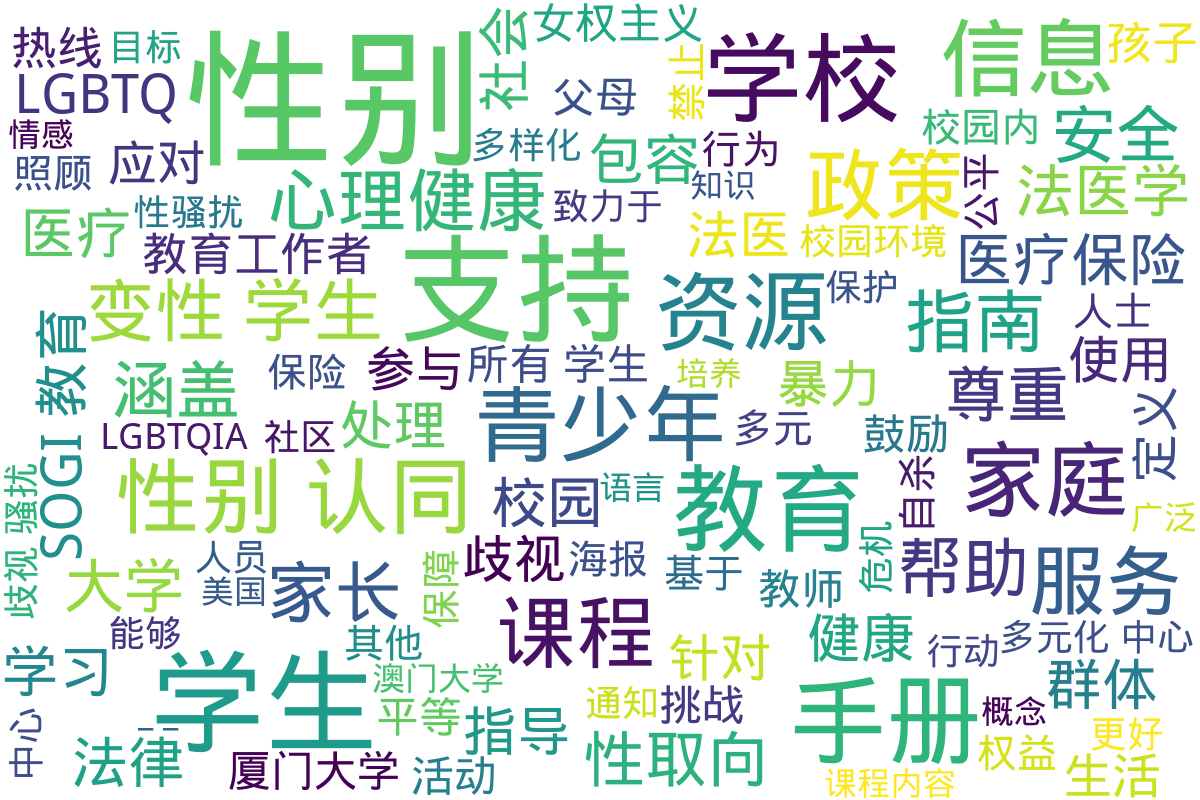 热线
目标
性别
社会
女权主义
学校
信息
孩子
LGBTQ
父母
禁止
情感
多样化
包容
行为
校园内
安全
照顾
应对
心理健康
知识
政策
公平
法医学
医疗
性骚扰
致力于
法医
校园环境
教育工作者
支持
医疗保险
变性 学生
资源
保护
指南
人士
SOGI 教育
保险
参与
所有 学生
培养
暴力
尊重
使用
涵盖
青少年
多元
定义
LGBTQIA
社区
处理
鼓励
家庭
性别 认同
校园
语言
教育
自杀
广泛
歧视 骚扰
人员
歧视
海报
基于
危机
帮助
服务
大学
美国
家长
保障
教师
能够
其他
课程
健康
行动
多元化
中心
学习
学生
澳门大学
针对
群体
平等
通知
挑战
手册
概念
中心
法律
指导
性取向
权益
更好
厦门大学
活动
课程内容
生活